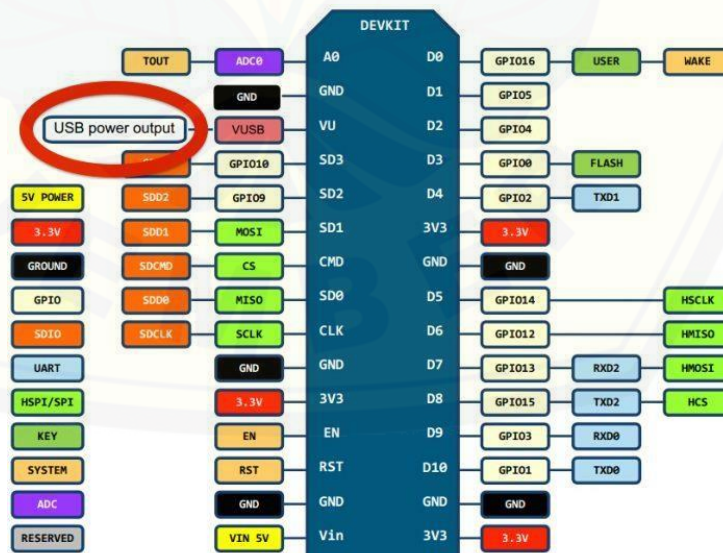 DEVKIT
TOUT ADC0 A0 D0 GPIO16 USER WAKE
GND GND D1 GPIO5
USB power output VUSB VU D2 GPIO4
GPIO10 SD3 D3 GPIO0 FLASH
5V POWER SDD2 GPIO9 SD2 D4 GPIO2 TXD1
3.3V SDD1 MOSI SD1 3V3 3.3V
GROUND SDCMD CS CMD GND GND
GPIO SDD0 MISO SD0 D5 GPIO14 HSCLK
SDIO SDCLK SCLK CLK D6 GPIO12 HMISO
UART GND GND D7 GPIO13 RXD2 HMOSI
HSPI/SPI 3.3V 3V3 D8 GPIO15 TXD2 HCS
KEY EN EN D9 GPIO3 RXD0
SYSTEM RST RST D10 GPIO1 TXD0
ADC GND GND GND GND
RESERVED VIN 5V Vin 3V3 3.3V